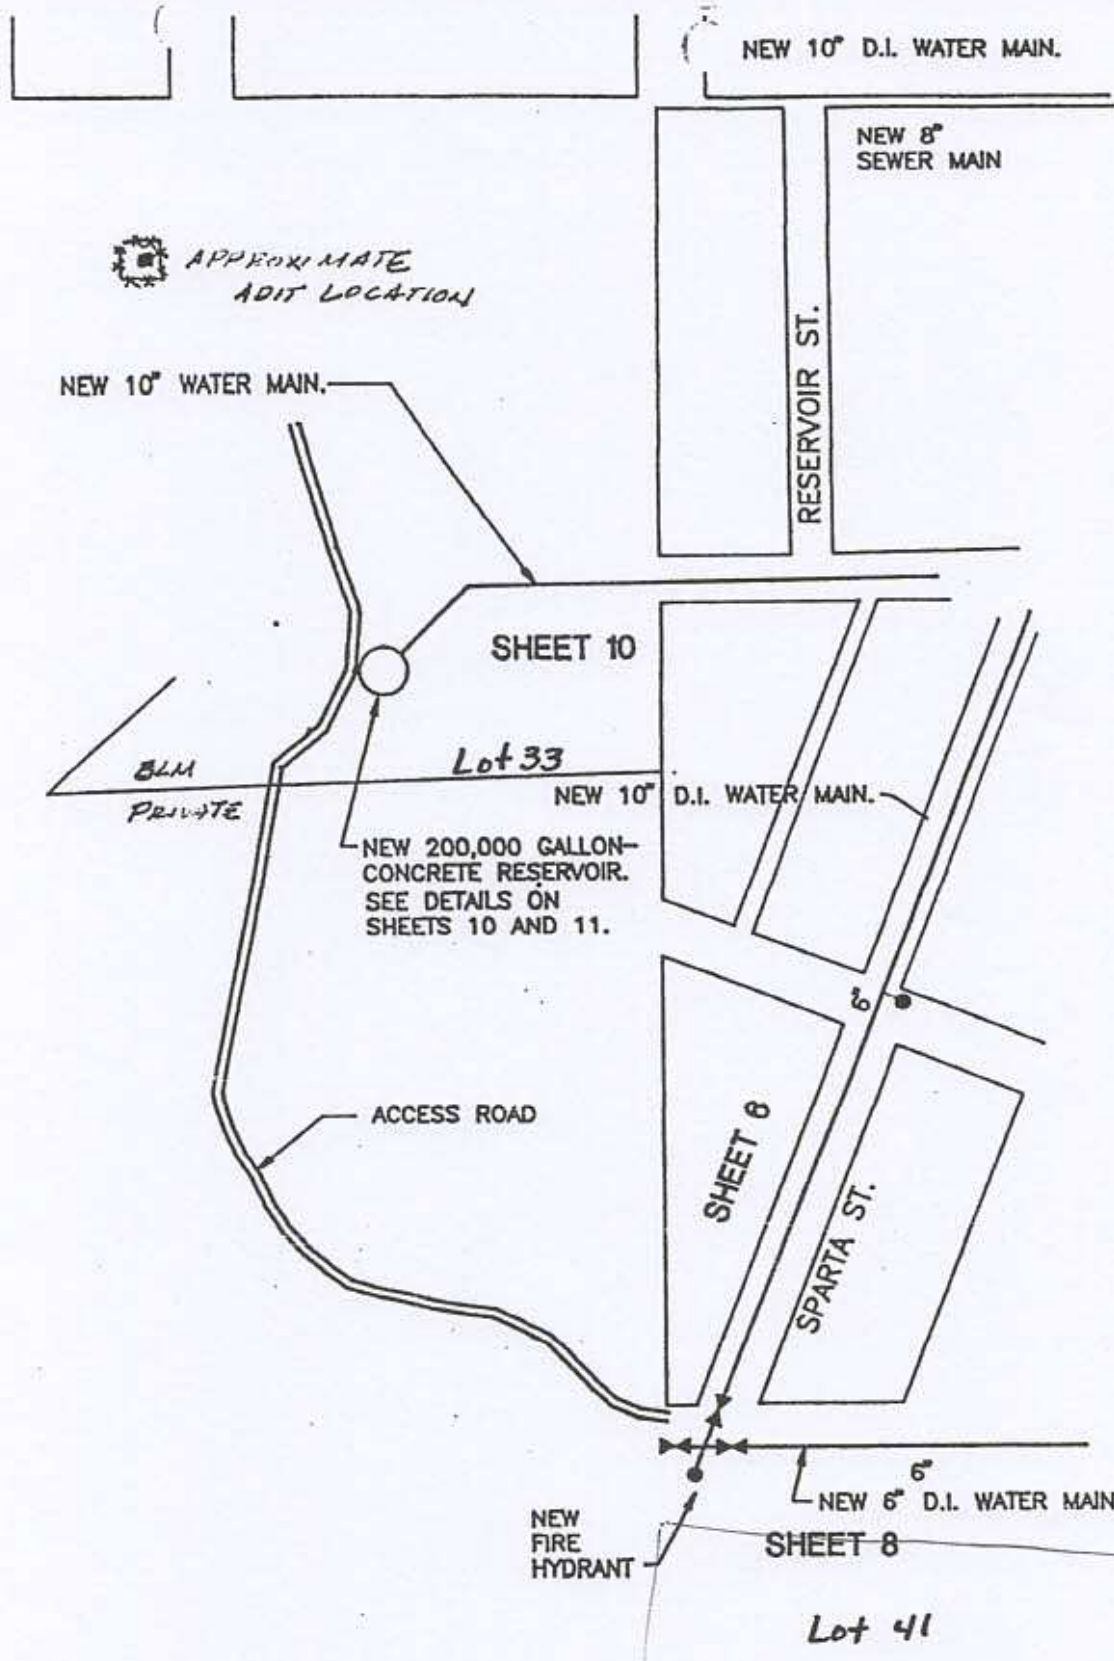 NEW 10" D.I. WATER MAIN.
NEW 8"
SEWER MAIN
APPROXIMATE
ADIT LOCATION
NEW 10" WATER MAIN.
RESERVOIR ST.
SHEET 10
Lot 33
BLM
PRIVATE
NEW 10" D.I. WATER MAIN.
NEW 200,000 GALLON
CONCRETE RESERVOIR.
SEE DETAILS ON
SHEETS 10 AND 11.
6"
ACCESS ROAD
SHEET 6
SPARTA ST.
6"
NEW 6" D.I. WATER MAIN
NEW
FIRE
HYDRANT
SHEET 8
Lot 41